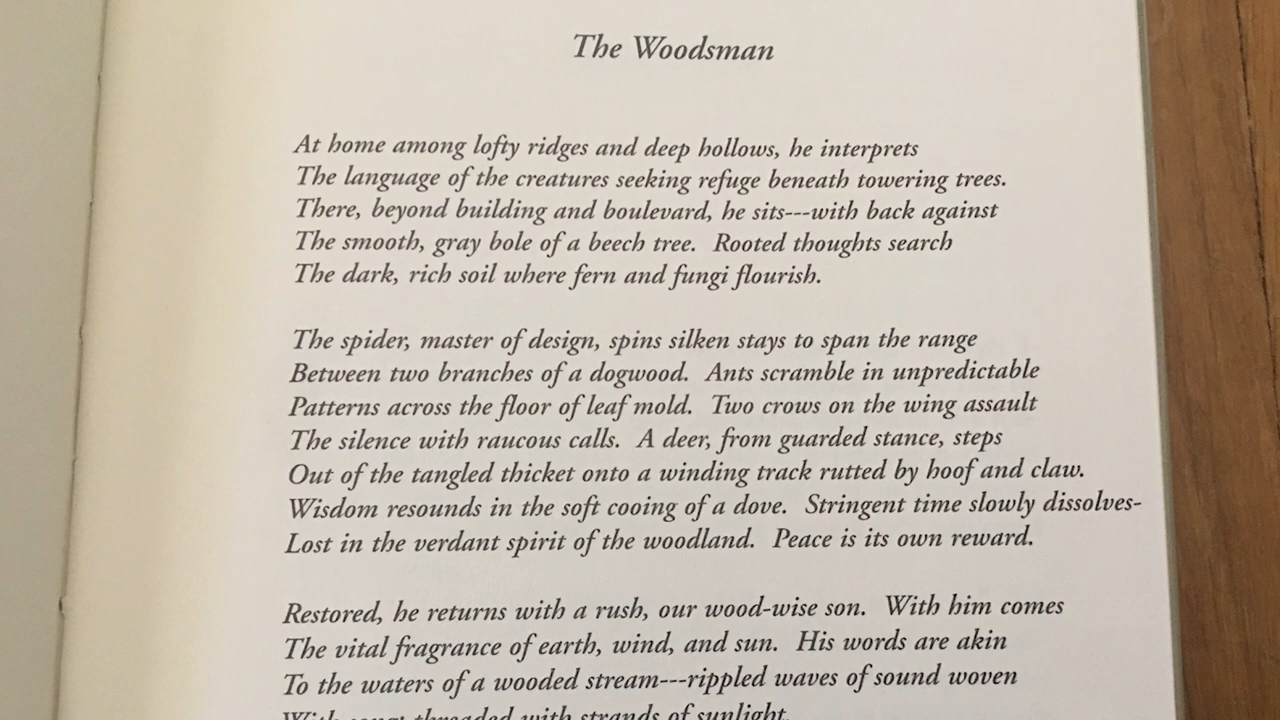 The Woodsman
At home among lofty ridges and deep hollows, he interprets
The language of the creatures seeking refuge beneath towering trees.
There, beyond building and boulevard, he sits---with back against
The smooth, gray bole of a beech tree.  Rooted thoughts search
The dark, rich soil where fern and fungi flourish.
The spider, master of design, spins silken stays to span the range
Between two branches of a dogwood.  Ants scramble in unpredictable
Patterns across the floor of leaf mold.  Two crows on the wing assault
The silence with raucous calls.  A deer, from guarded stance, steps
Out of the tangled thicket onto a winding track rutted by hoof and claw.
Wisdom resounds in the soft cooing of a dove.  Stringent time slowly dissolves-
Lost in the verdant spirit of the woodland.  Peace is its own reward.
Restored, he returns with a rush, our wood-wise son.  With him comes
The vital fragrance of earth, wind, and sun.  His words are akin
To the waters of a wooded stream---rippled waves of sound woven
With threaded with strands of sunlight.